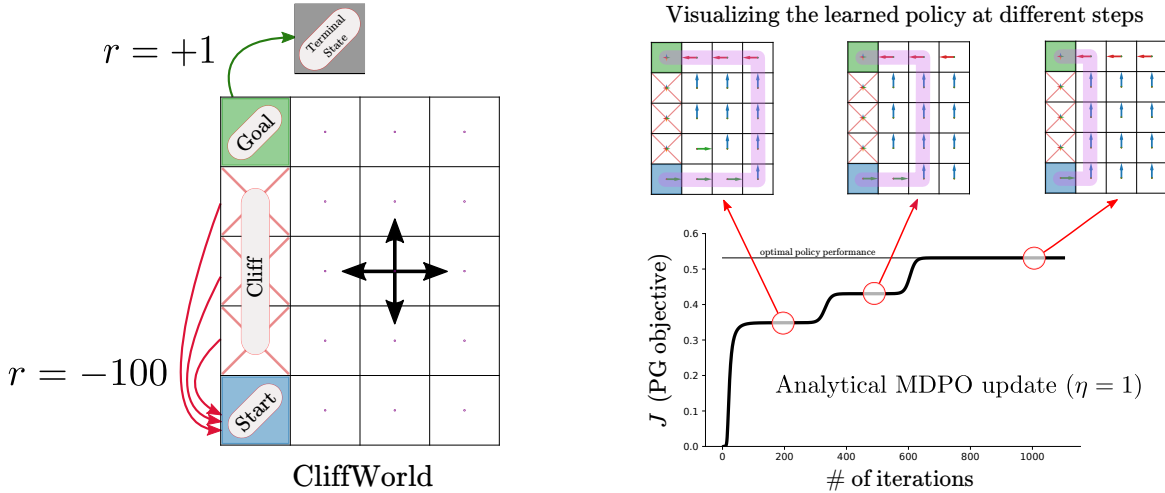 Visualizing the learned policy at different steps
r = +1
Terminal
State
Goal
Cliff
r = −100
Start
CliffWorld
0.6
0.5
0.4
0.3
0.2
0.1
0.0
J (PG objective)
optimal policy performance
Analytical MDPO update (η = 1)
0
200
400
600
800
1000
# of iterations